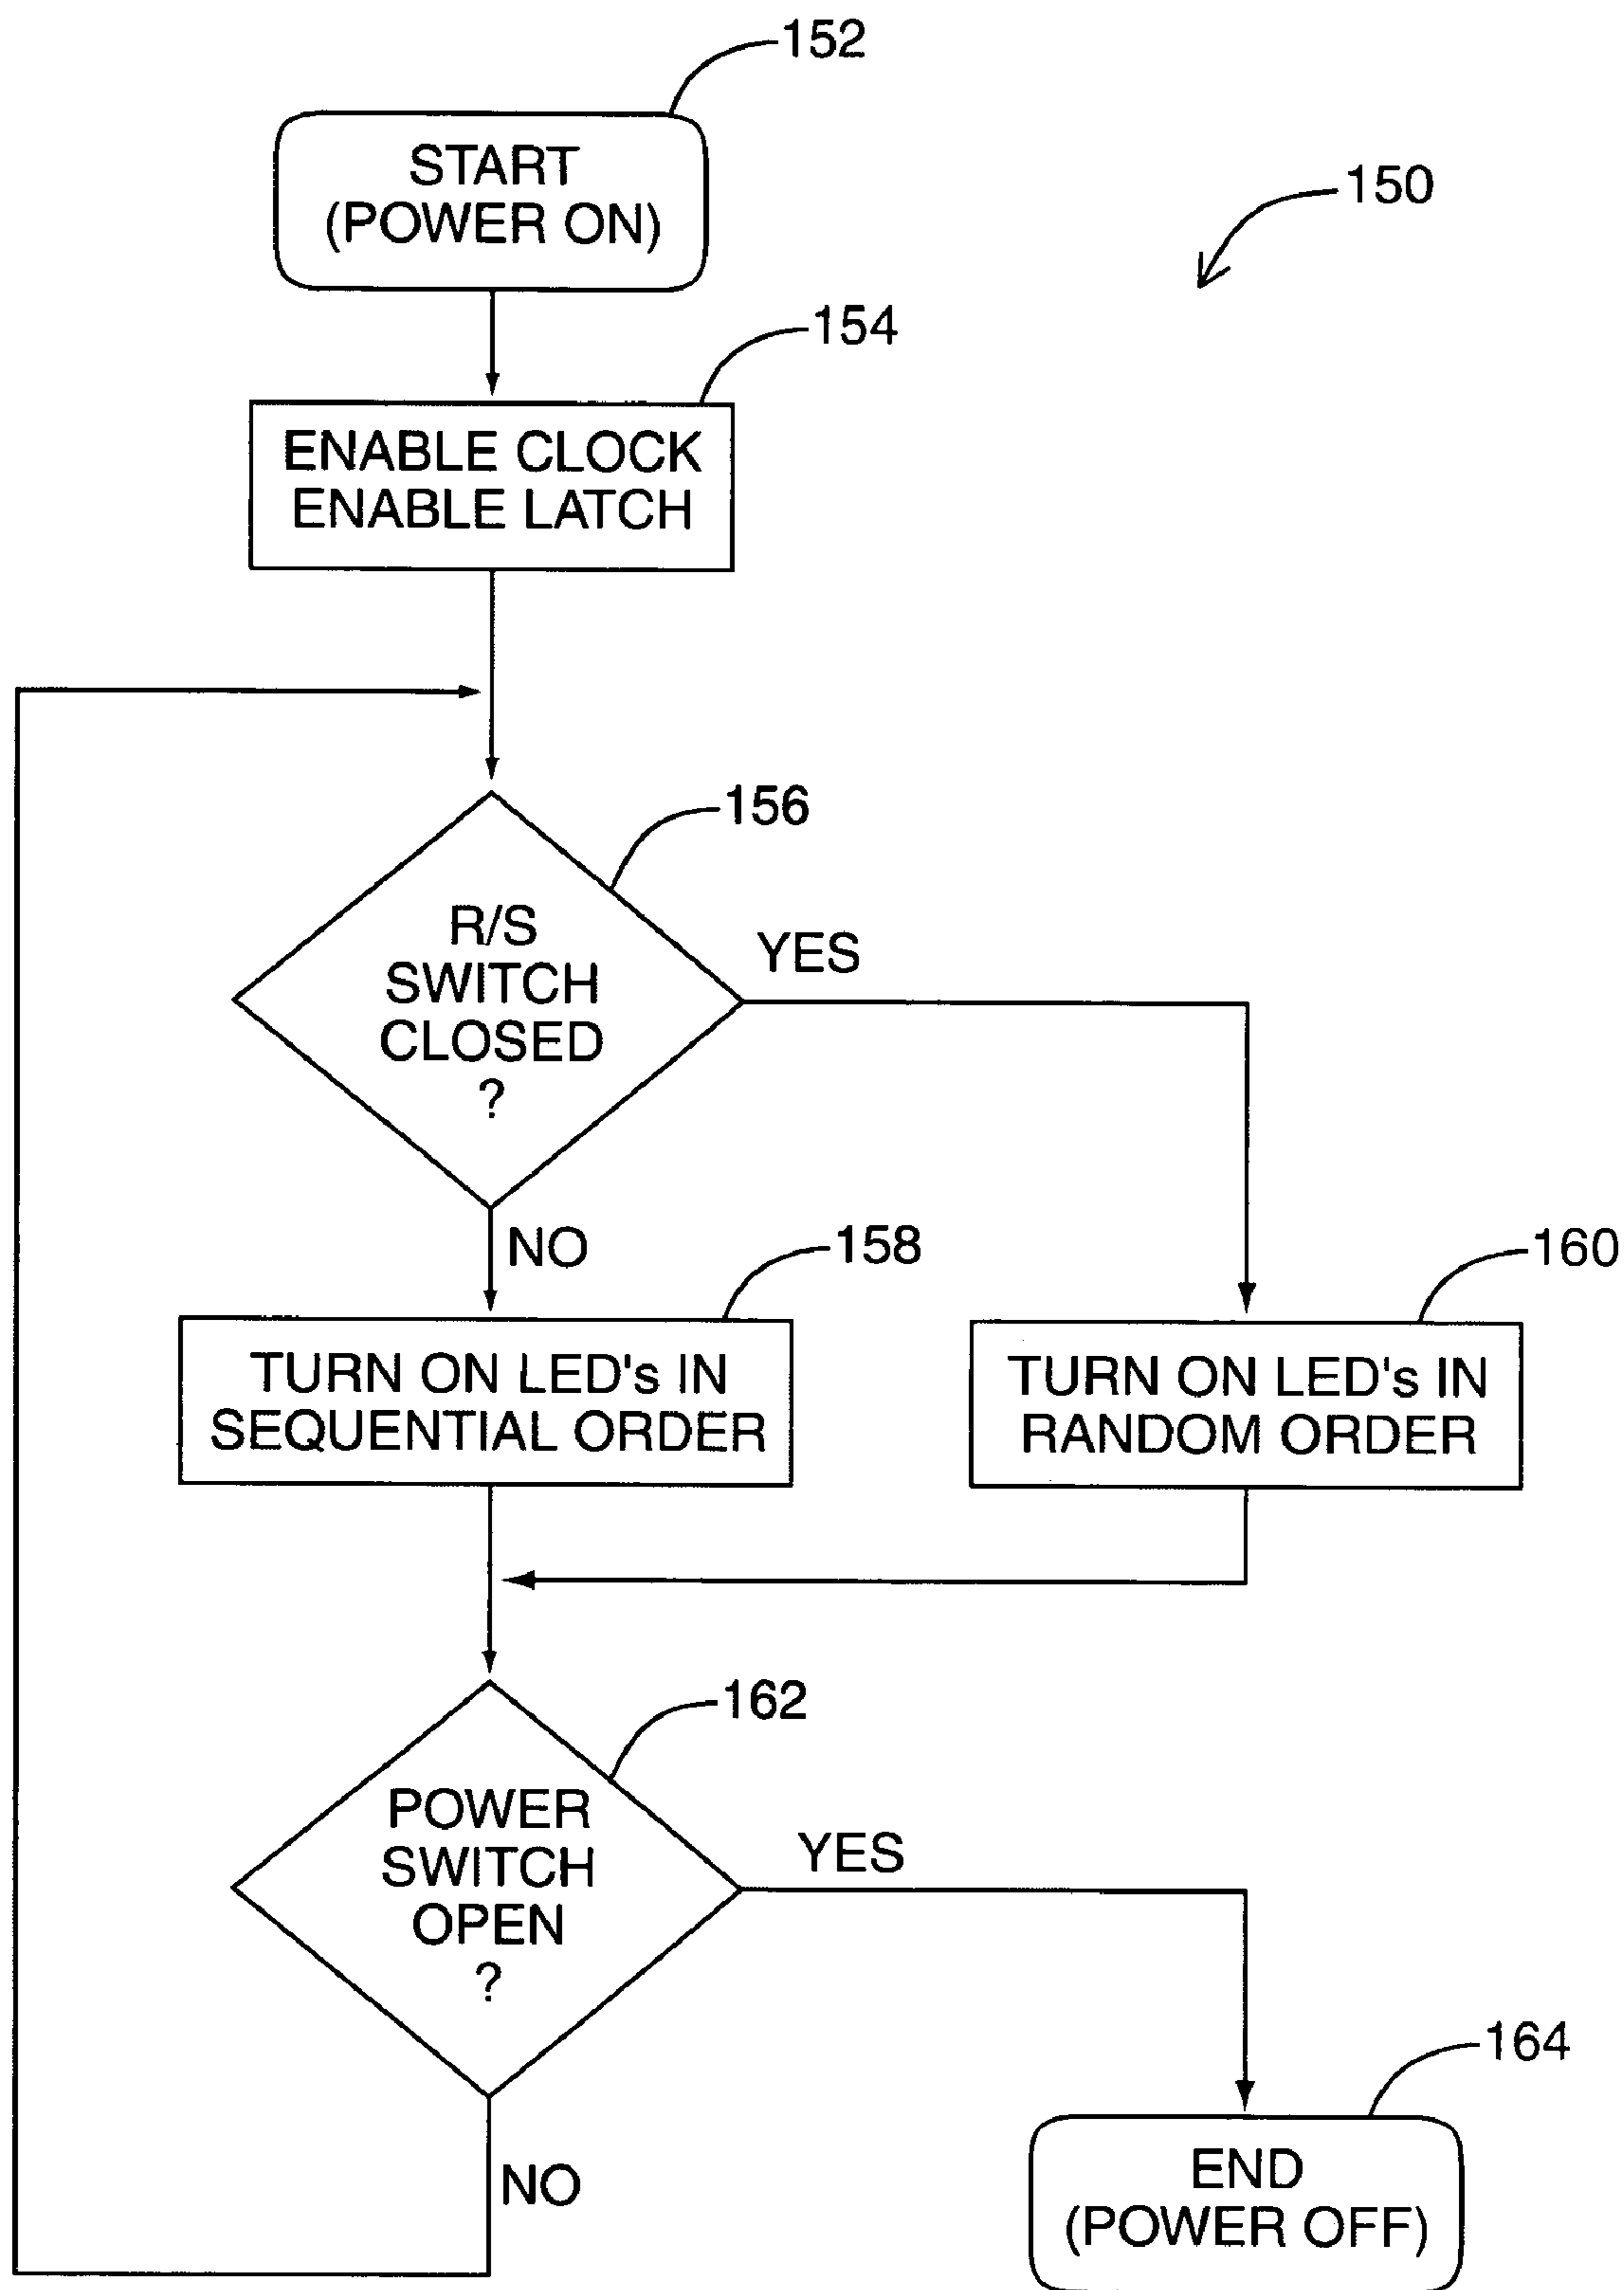 152
START
(POWER ON)
150
154
ENABLE CLOCK
ENABLE LATCH
156
R/S
SWITCH
CLOSED
?
YES
NO
158
160
TURN ON LED's IN
SEQUENTIAL ORDER
TURN ON LED's IN
RANDOM ORDER
162
POWER
SWITCH
OPEN
?
YES
NO
164
END
(POWER OFF)